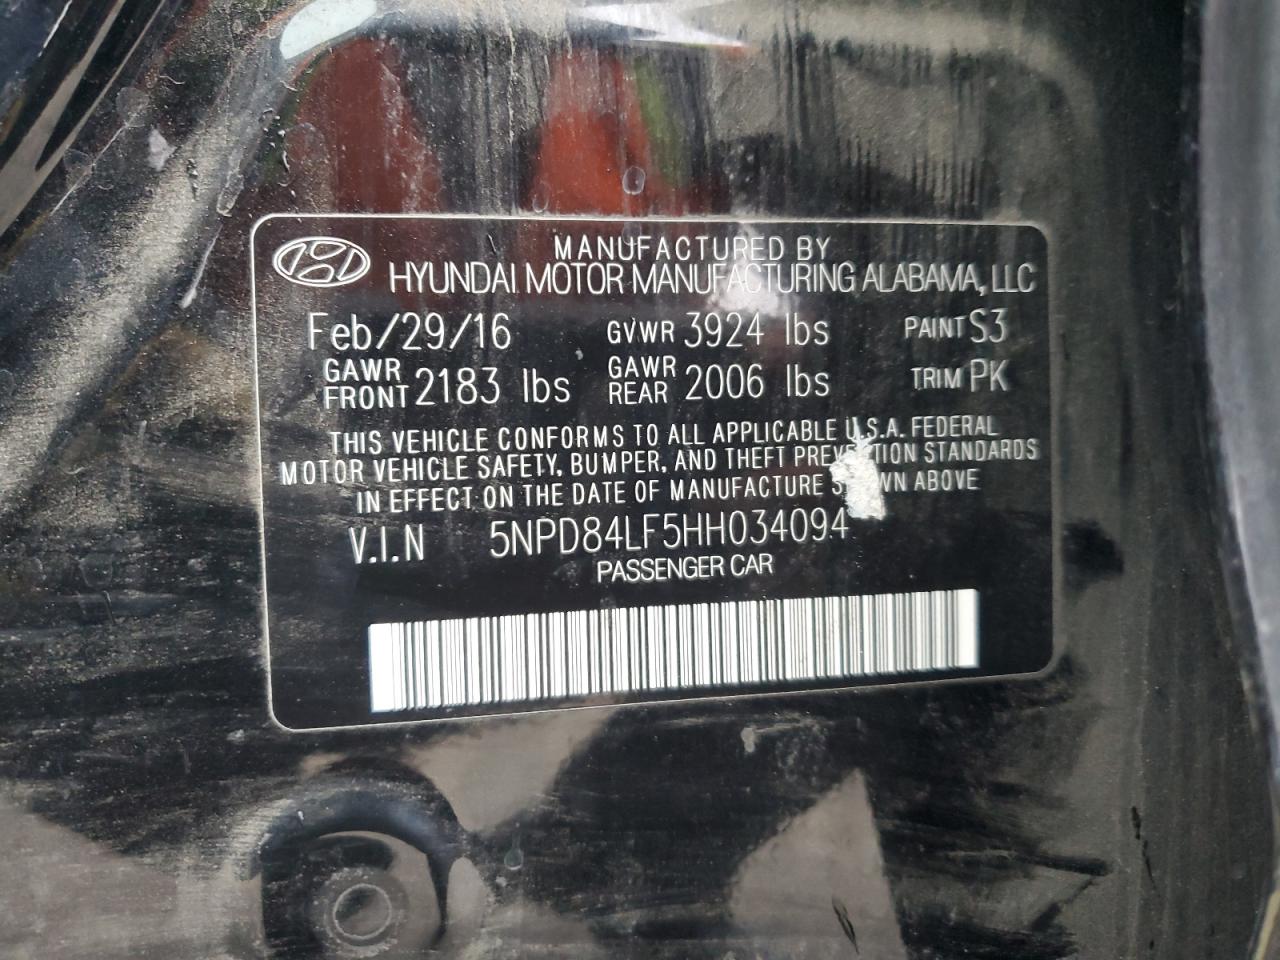 MANUFACTURED BY
HYUNDAI MOTOR MANUFACTURING ALABAMA, LLC
Feb/29/16 GVWR 3924 lbs PAINT S3
GAWR FRONT 2183 lbs GAWR REAR 2006 lbs TRIM PK
THIS VEHICLE CONFORMS TO ALL APPLICABLE U.S.A. FEDERAL
MOTOR VEHICLE SAFETY, BUMPER, AND THEFT STANDARDS
IN EFFECT ON THE DATE OF MANUFACTURE ABOVE
V.I.N 5NPD84LF5HH034094
PASSENGER CAR